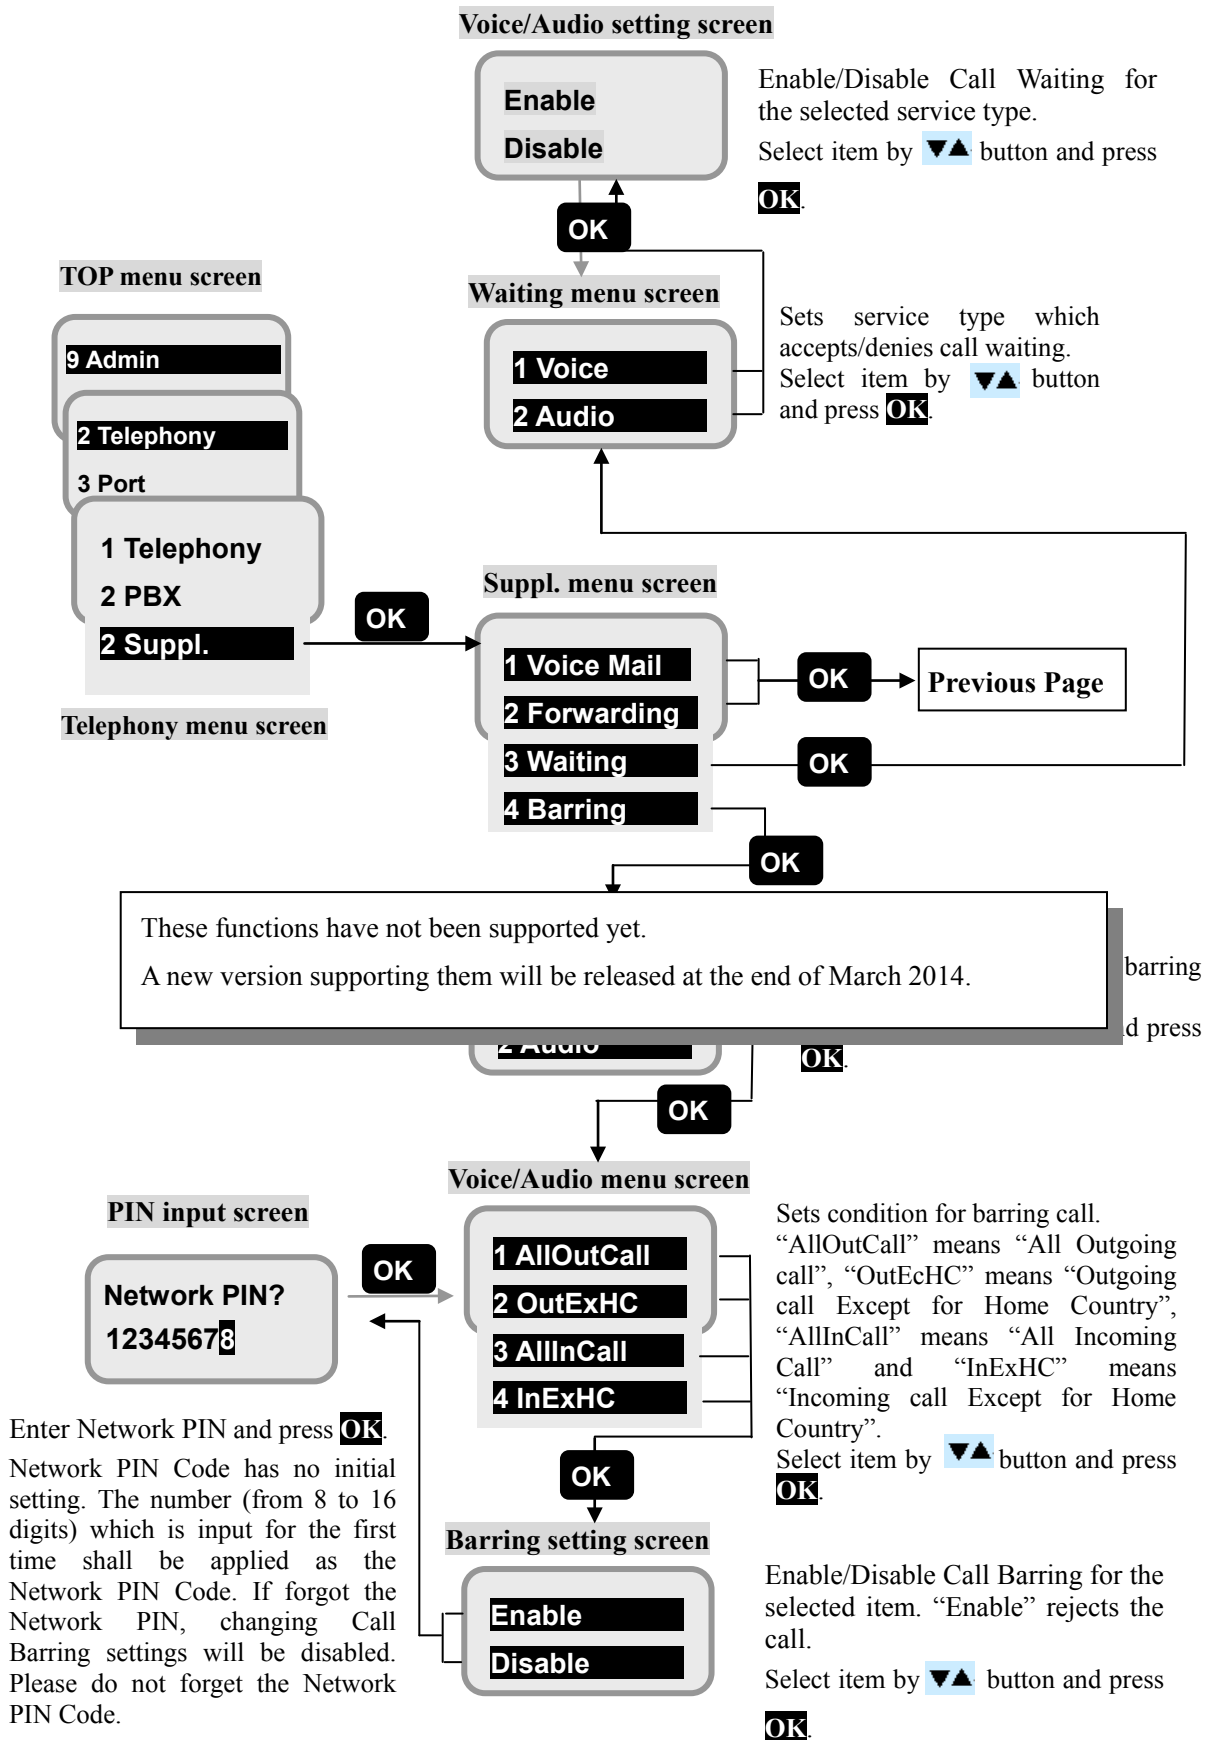 Voice/Audio setting screen
Enable
Disable
Enable/Disable Call Waiting for
the selected service type.
Select item by ▼▲ button and press
OK.
OK
TOP menu screen
9 Admin
2 Telephony
3 Port
1 Telephony
2 PBX
2 Suppl.
Telephony menu screen
OK
Waiting menu screen
1 Voice
2 Audio
Sets service type which
accepts/denies call waiting.
Select item by ▼▲ button
and press OK.
Suppl. menu screen
1 Voice Mail
2 Forwarding
3 Waiting
4 Barring
OK
Previous Page
OK
OK
These functions have not been supported yet.
A new version supporting them will be released at the end of March 2014.
barring
d press
OK.
2 Audio
OK
Voice/Audio menu screen
1 AllOutCall
2 OutExHC
3 AllInCall
4 InExHC
Sets condition for barring call.
“AllOutCall” means “All Outgoing
call”, “OutEcHC” means “Outgoing
call Except for Home Country”,
“AllInCall” means “All Incoming
Call” and “InExHC” means
“Incoming call Except for Home
Country”.
Select item by ▼▲ button and press
OK.
PIN input screen
Network PIN?
12345678
OK
Enter Network PIN and press OK.
Network PIN Code has no initial
setting. The number (from 8 to 16
digits) which is input for the first
time shall be applied as the
Network PIN Code. If forgot the
Network PIN, changing Call
Barring settings will be disabled.
Please do not forget the Network
PIN Code.
OK
Barring setting screen
Enable
Disable
Enable/Disable Call Barring for the
selected item. “Enable” rejects the
call.
Select item by ▼▲ button and press
OK.